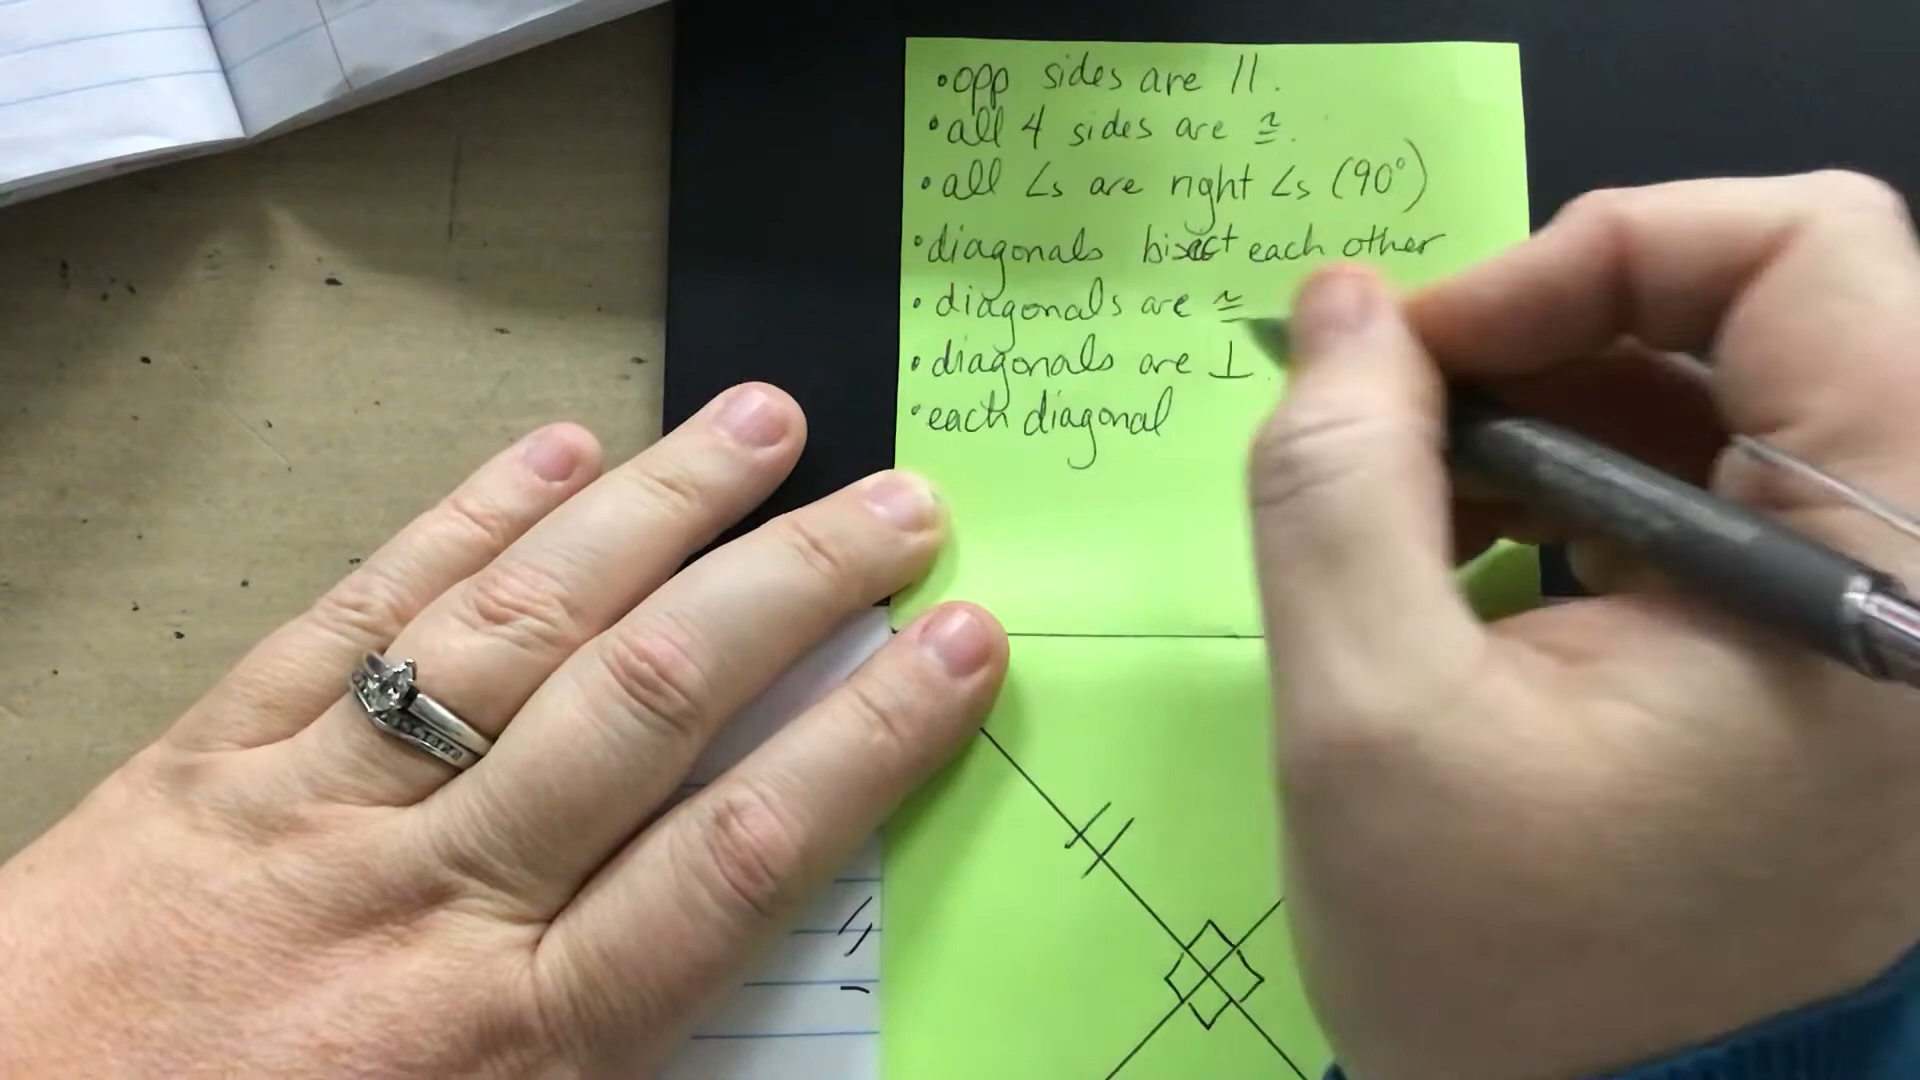 •opp sides are //.
•all 4 sides are ≅.
•all ∠s are right ∠s (90°)
•diagonals bisect each other
•diagonals are ≅
•diagonals are ⊥.
•each diagonal